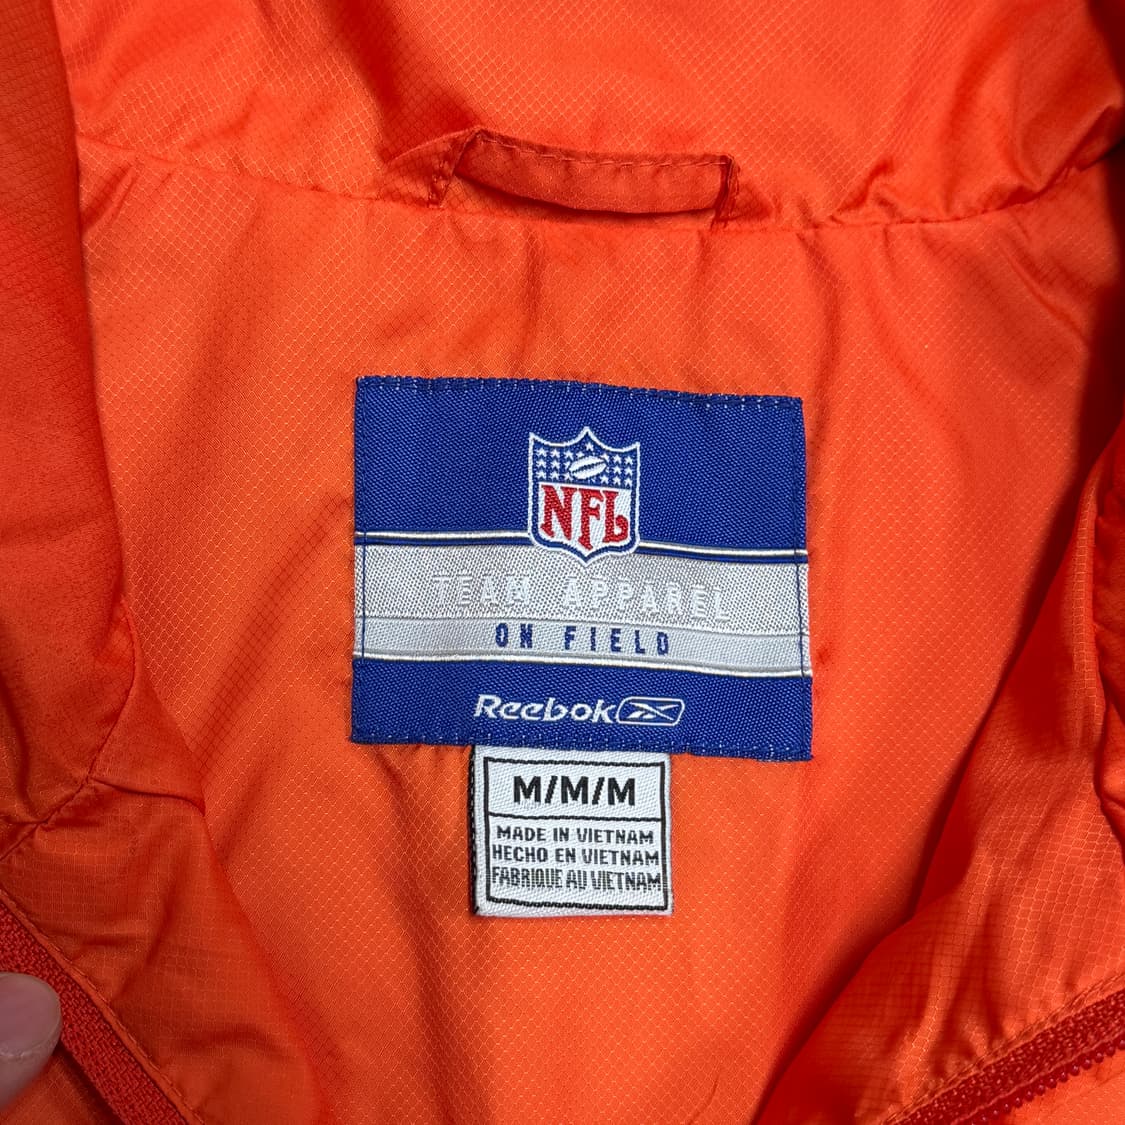 NFL
TEAM APPAREL
ON FIELD
Reebok
M/M/M
MADE IN VIETNAM
HECHO EN VIETNAM
FABRIQUE AU VIETNAM